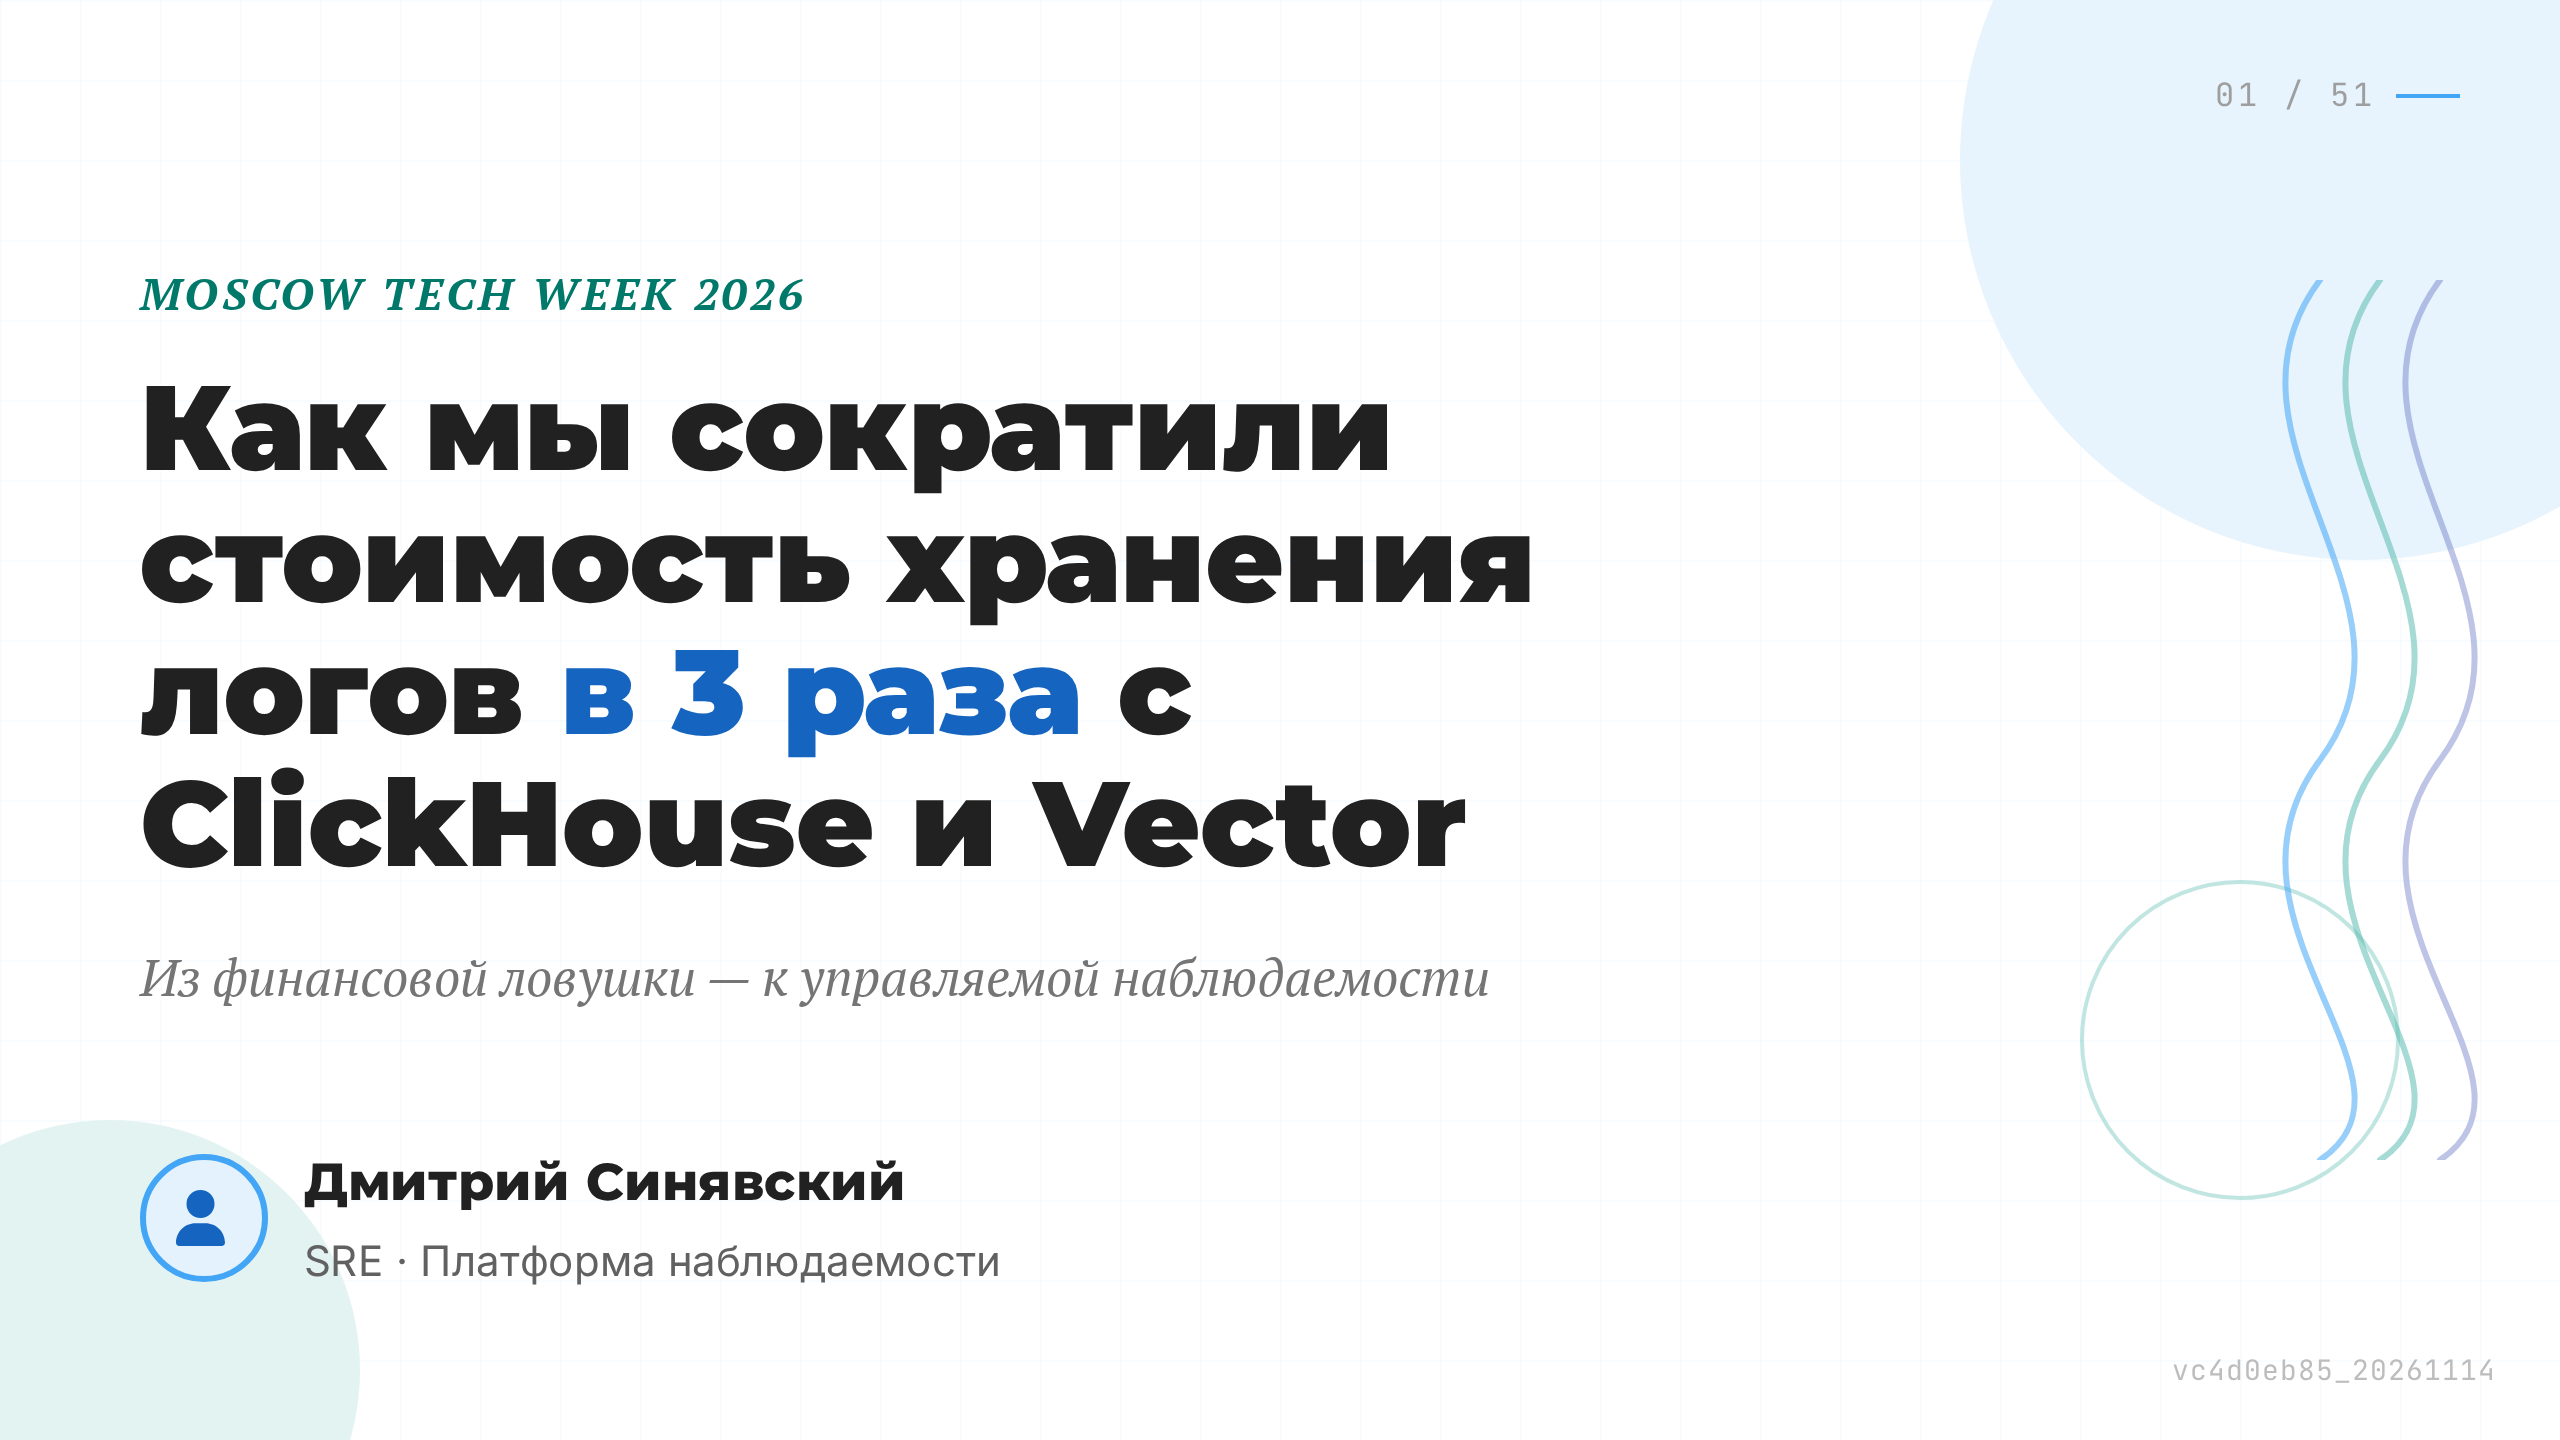 01 / 51
MOSCOW TECH WEEK 2026
Как мы сократили
стоимость хранения
логов в 3 раза с
ClickHouse и Vector
Из финансовой ловушки — к управляемой наблюдаемости
Дмитрий Синявский
SRE · Платформа наблюдаемости
vc4d0eb85_20261114